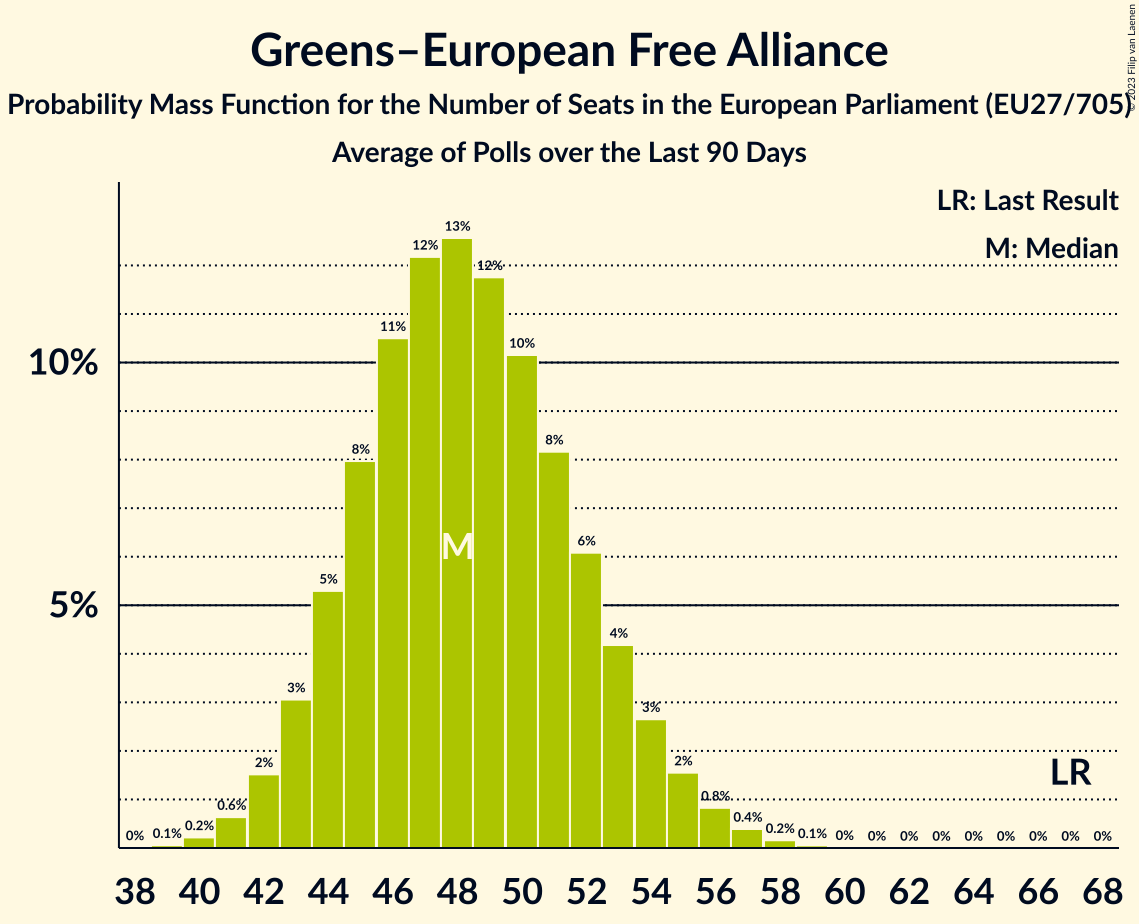 Greens–European Free Alliance
Probability Mass Function for the Number of Seats in the European Parliament (EU27/705)
Average of Polls over the Last 90 Days
© 2023 Filip van Laenen
LR: Last Result
M: Median
10%
5%
0% 0.1% 0.2% 0.6% 2% 3% 5% 8% 11% 12% 13% 12% 10% 8% 6% 4% 3% 2% 0.8% 0.4% 0.2% 0.1% 0% 0% 0% 0% 0% 0% 0% 0% 0%
M
LR
38 40 42 44 46 48 50 52 54 56 58 60 62 64 66 68